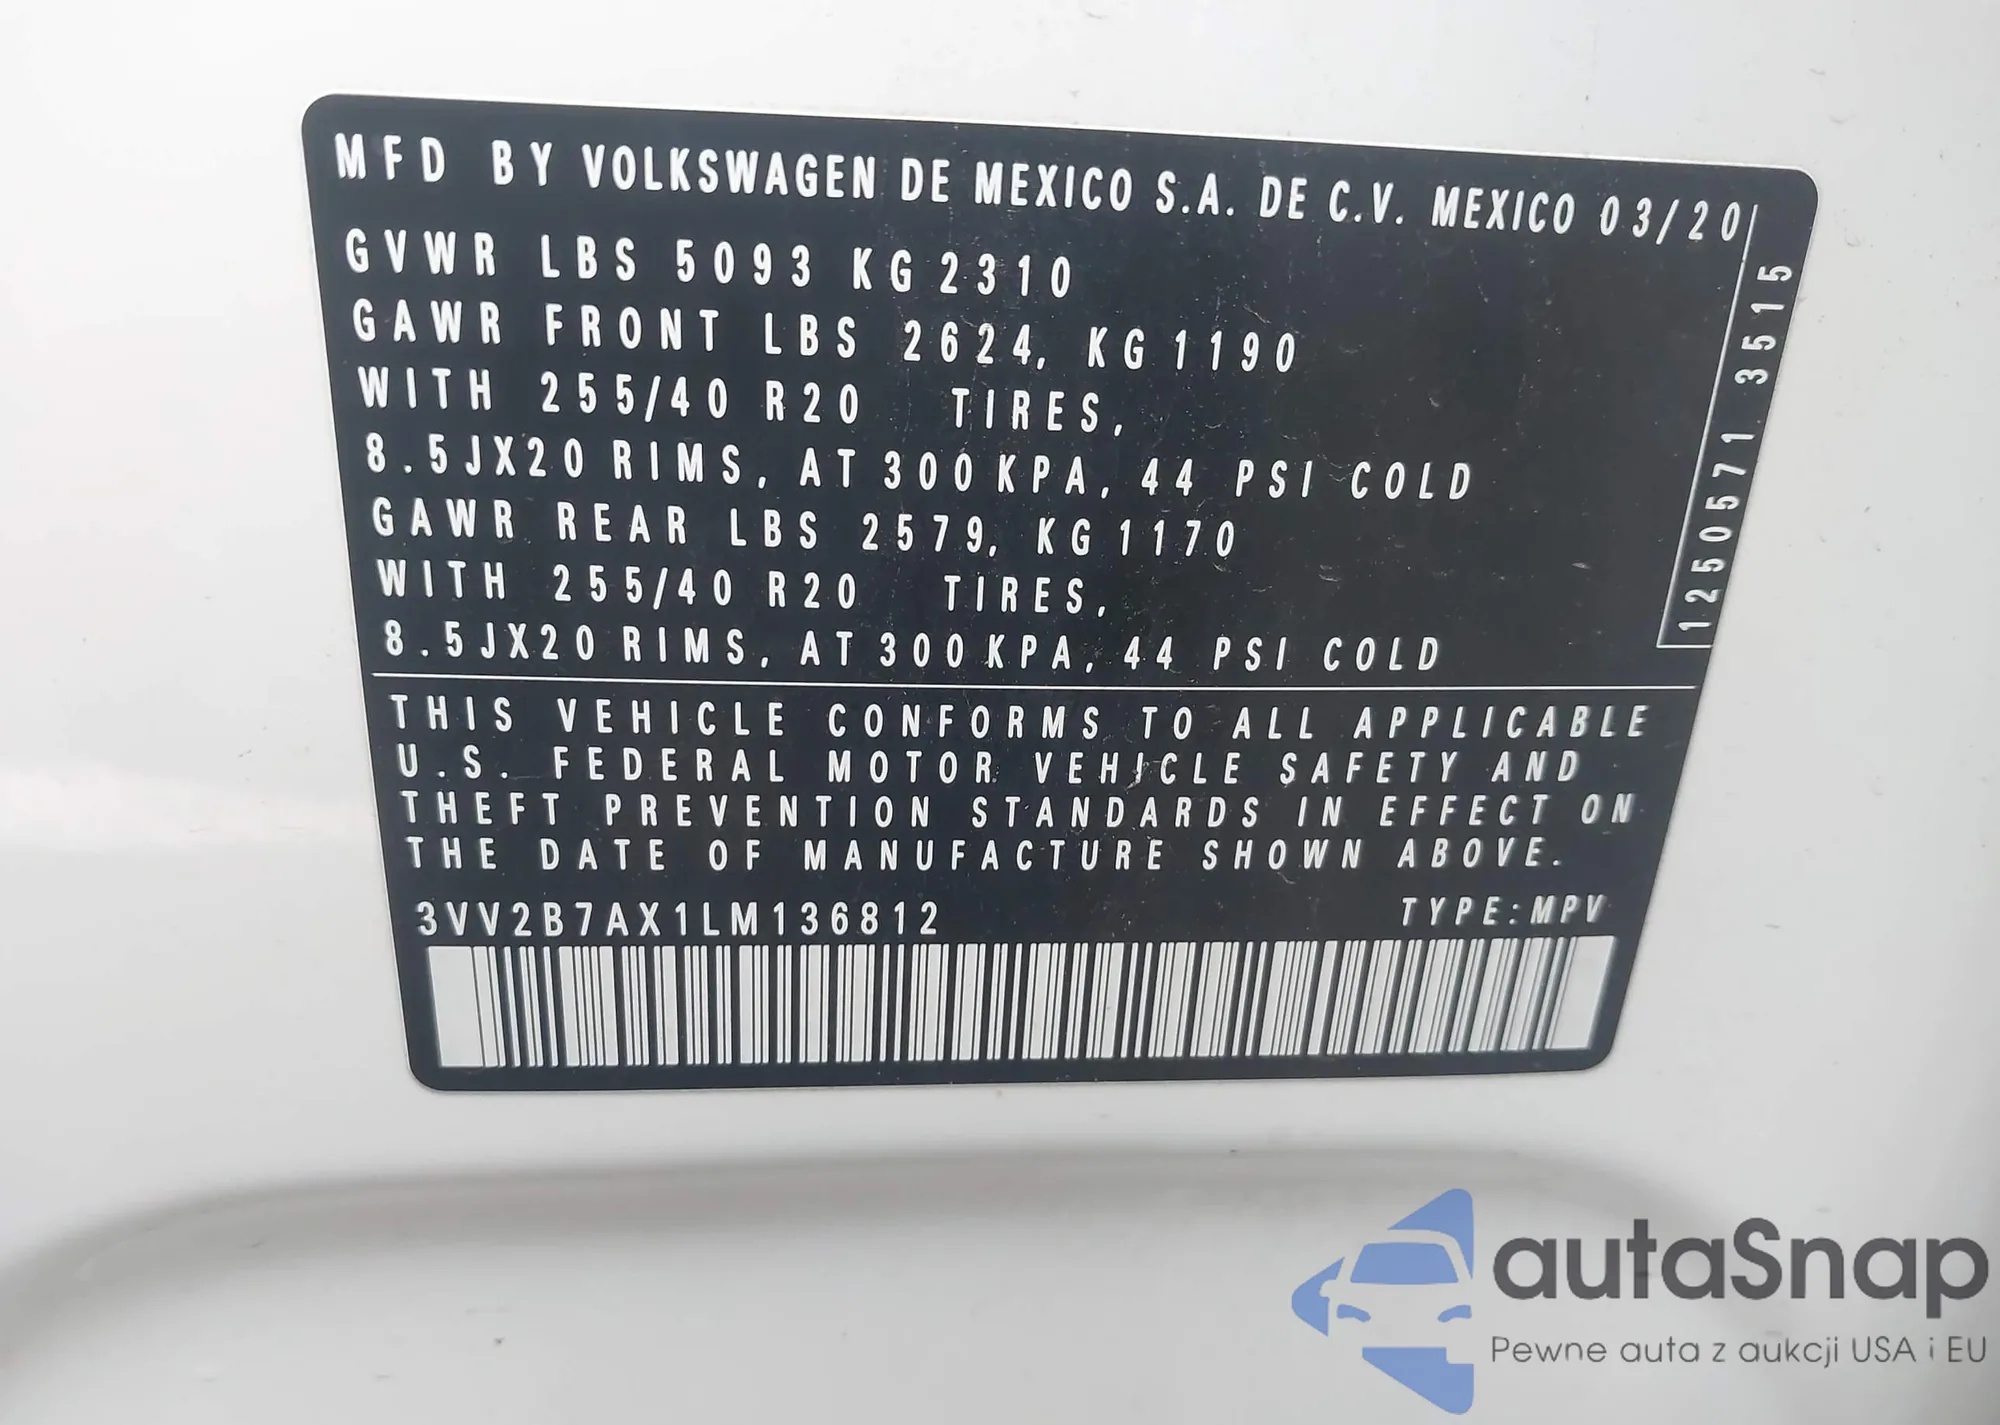 MFD BY VOLKSWAGEN DE MEXICO S.A. DE C.V. MEXICO 03/20
GVWR LBS 5093 KG 2310
GAWR FRONT LBS 2624, KG 1190
WITH 255/40 R20 TIRES,
8.5JX20 RIMS, AT 300 KPA, 44 PSI COLD
GAWR REAR LBS 2579, KG 1170
WITH 255/40 R20 TIRES,
8.5JX20 RIMS, AT 300 KPA, 44 PSI COLD
1250571 3515
THIS VEHICLE CONFORMS TO ALL APPLICABLE
U.S. FEDERAL MOTOR VEHICLE SAFETY AND
THEFT PREVENTION STANDARDS IN EFFECT ON
THE DATE OF MANUFACTURE SHOWN ABOVE.
3VV2B7AX1LM136812 TYPE: MPV
autaSnap
Pewne auta z aukcji USA i EU